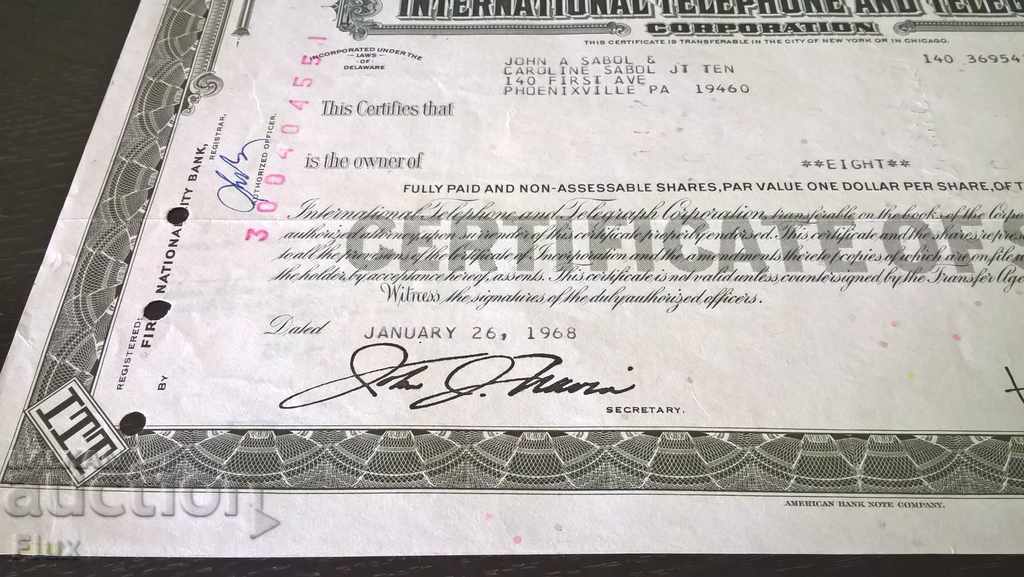 INTERNATIONAL TELEPHONE AND
CORPORATION
THIS CERTIFICATE IS TRANSFERABLE IN THE CITY OF NEW YORK OR IN CHICAGO.
INCORPORATED UNDER THE
LAWS
OF
DELAWARE
JOHN A SABOL &
CAROLINE SABOL JT TEN
140 FIRST AVE
PHOENIXVILLE PA 19460
140 36954
This Certifies that
is the owner of
**EIGHT**
FULLY PAID AND NON-ASSESSABLE SHARES, PAR VALUE ONE DOLLAR PER SHARE, OF
International Telephone and Telegraph Corporation, transferable on the books of the
authorized attorney, upon surrender of this certificate properly endorsed. This certificate and the shares
to all the provisions of the Certificate of Incorporation and the amendments thereto (copies of which are on file
the holder, by acceptance hereof, assents. This certificate is not valid unless countersigned by the Transfer
Witness the signatures of the duly authorized officers.
CERTIFICATE
Dated JANUARY 26, 1968
SECRETARY.
30040455
REGISTERED:
FIRST NATIONAL CITY BANK,
REGISTRAR,
BY
AUTHORIZED OFFICER.
ITT
AMERICAN BANK NOTE COMPANY.
auction
Elux